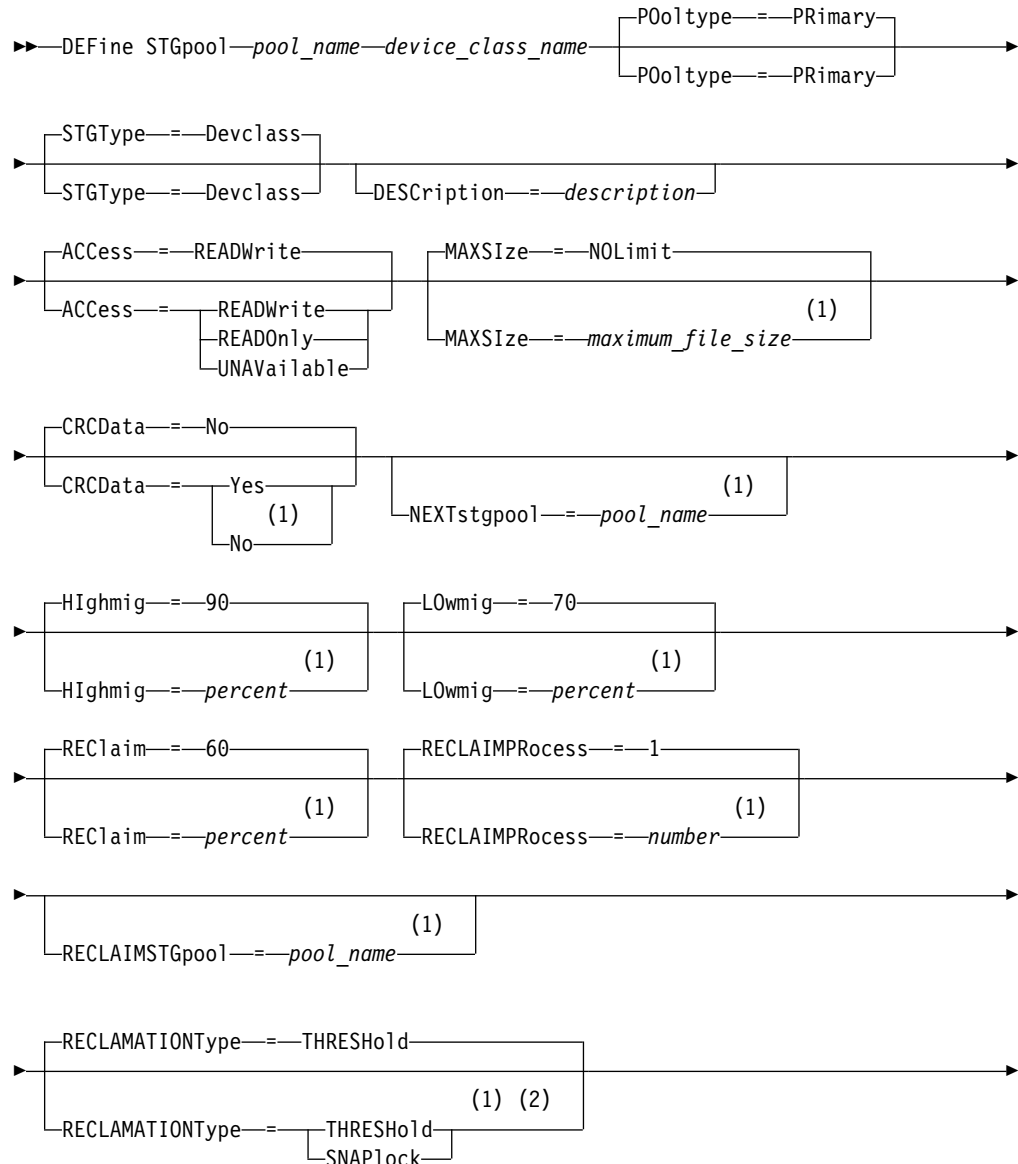 POoltype = PRimary
DEFine STGpool pool_name device_class_name
POoltype = PRimary
STGType = Devclass
STGType = Devclass
DESCription = description
ACCess = READWrite
MAXSIze = NOLimit
(1)
ACCess = READWrite
READOnly
UNAVailable
MAXSIze = maximum_file_size
CRCData = No
CRCData = Yes
(1)
No
(1)
NEXTstgpool = pool_name
HIghmig = 90
LOwmig = 70
(1)
(1)
HIghmig = percent
LOwmig = percent
REClaim = 60
RECLAIMPRocess = 1
(1)
(1)
REClaim = percent
RECLAIMPRocess = number
(1)
RECLAIMSTGpool = pool_name
RECLAMATIONType = THRESHold
(1) (2)
RECLAMATIONType = THRESHold
SNAPlock